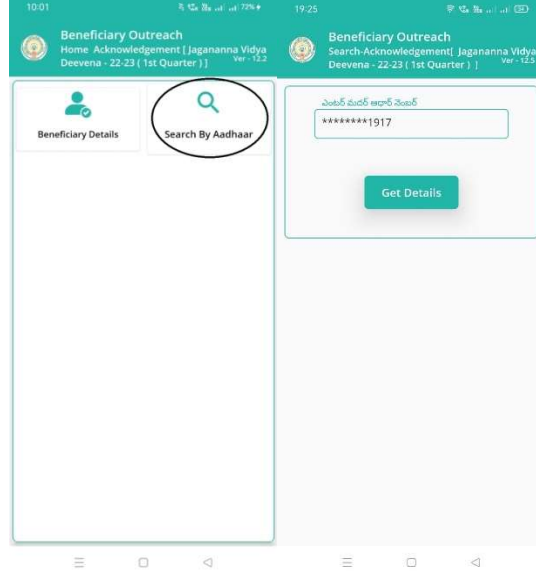 10:01
72%
Beneficiary Outreach
Home Acknowledgement [ Jagananna Vidya
Deevena - 22-23 ( 1st Quarter ) ]
Ver - 12.2
Beneficiary Details
Search By Aadhaar
19:25
Beneficiary Outreach
Search-Acknowledgement[ Jagananna Vidya
Deevena - 22-23 ( 1st Quarter ) ]
Ver - 12.5
ఎంటర్ మదర్ ఆధార్ నెంబర్
********1917
Get Details